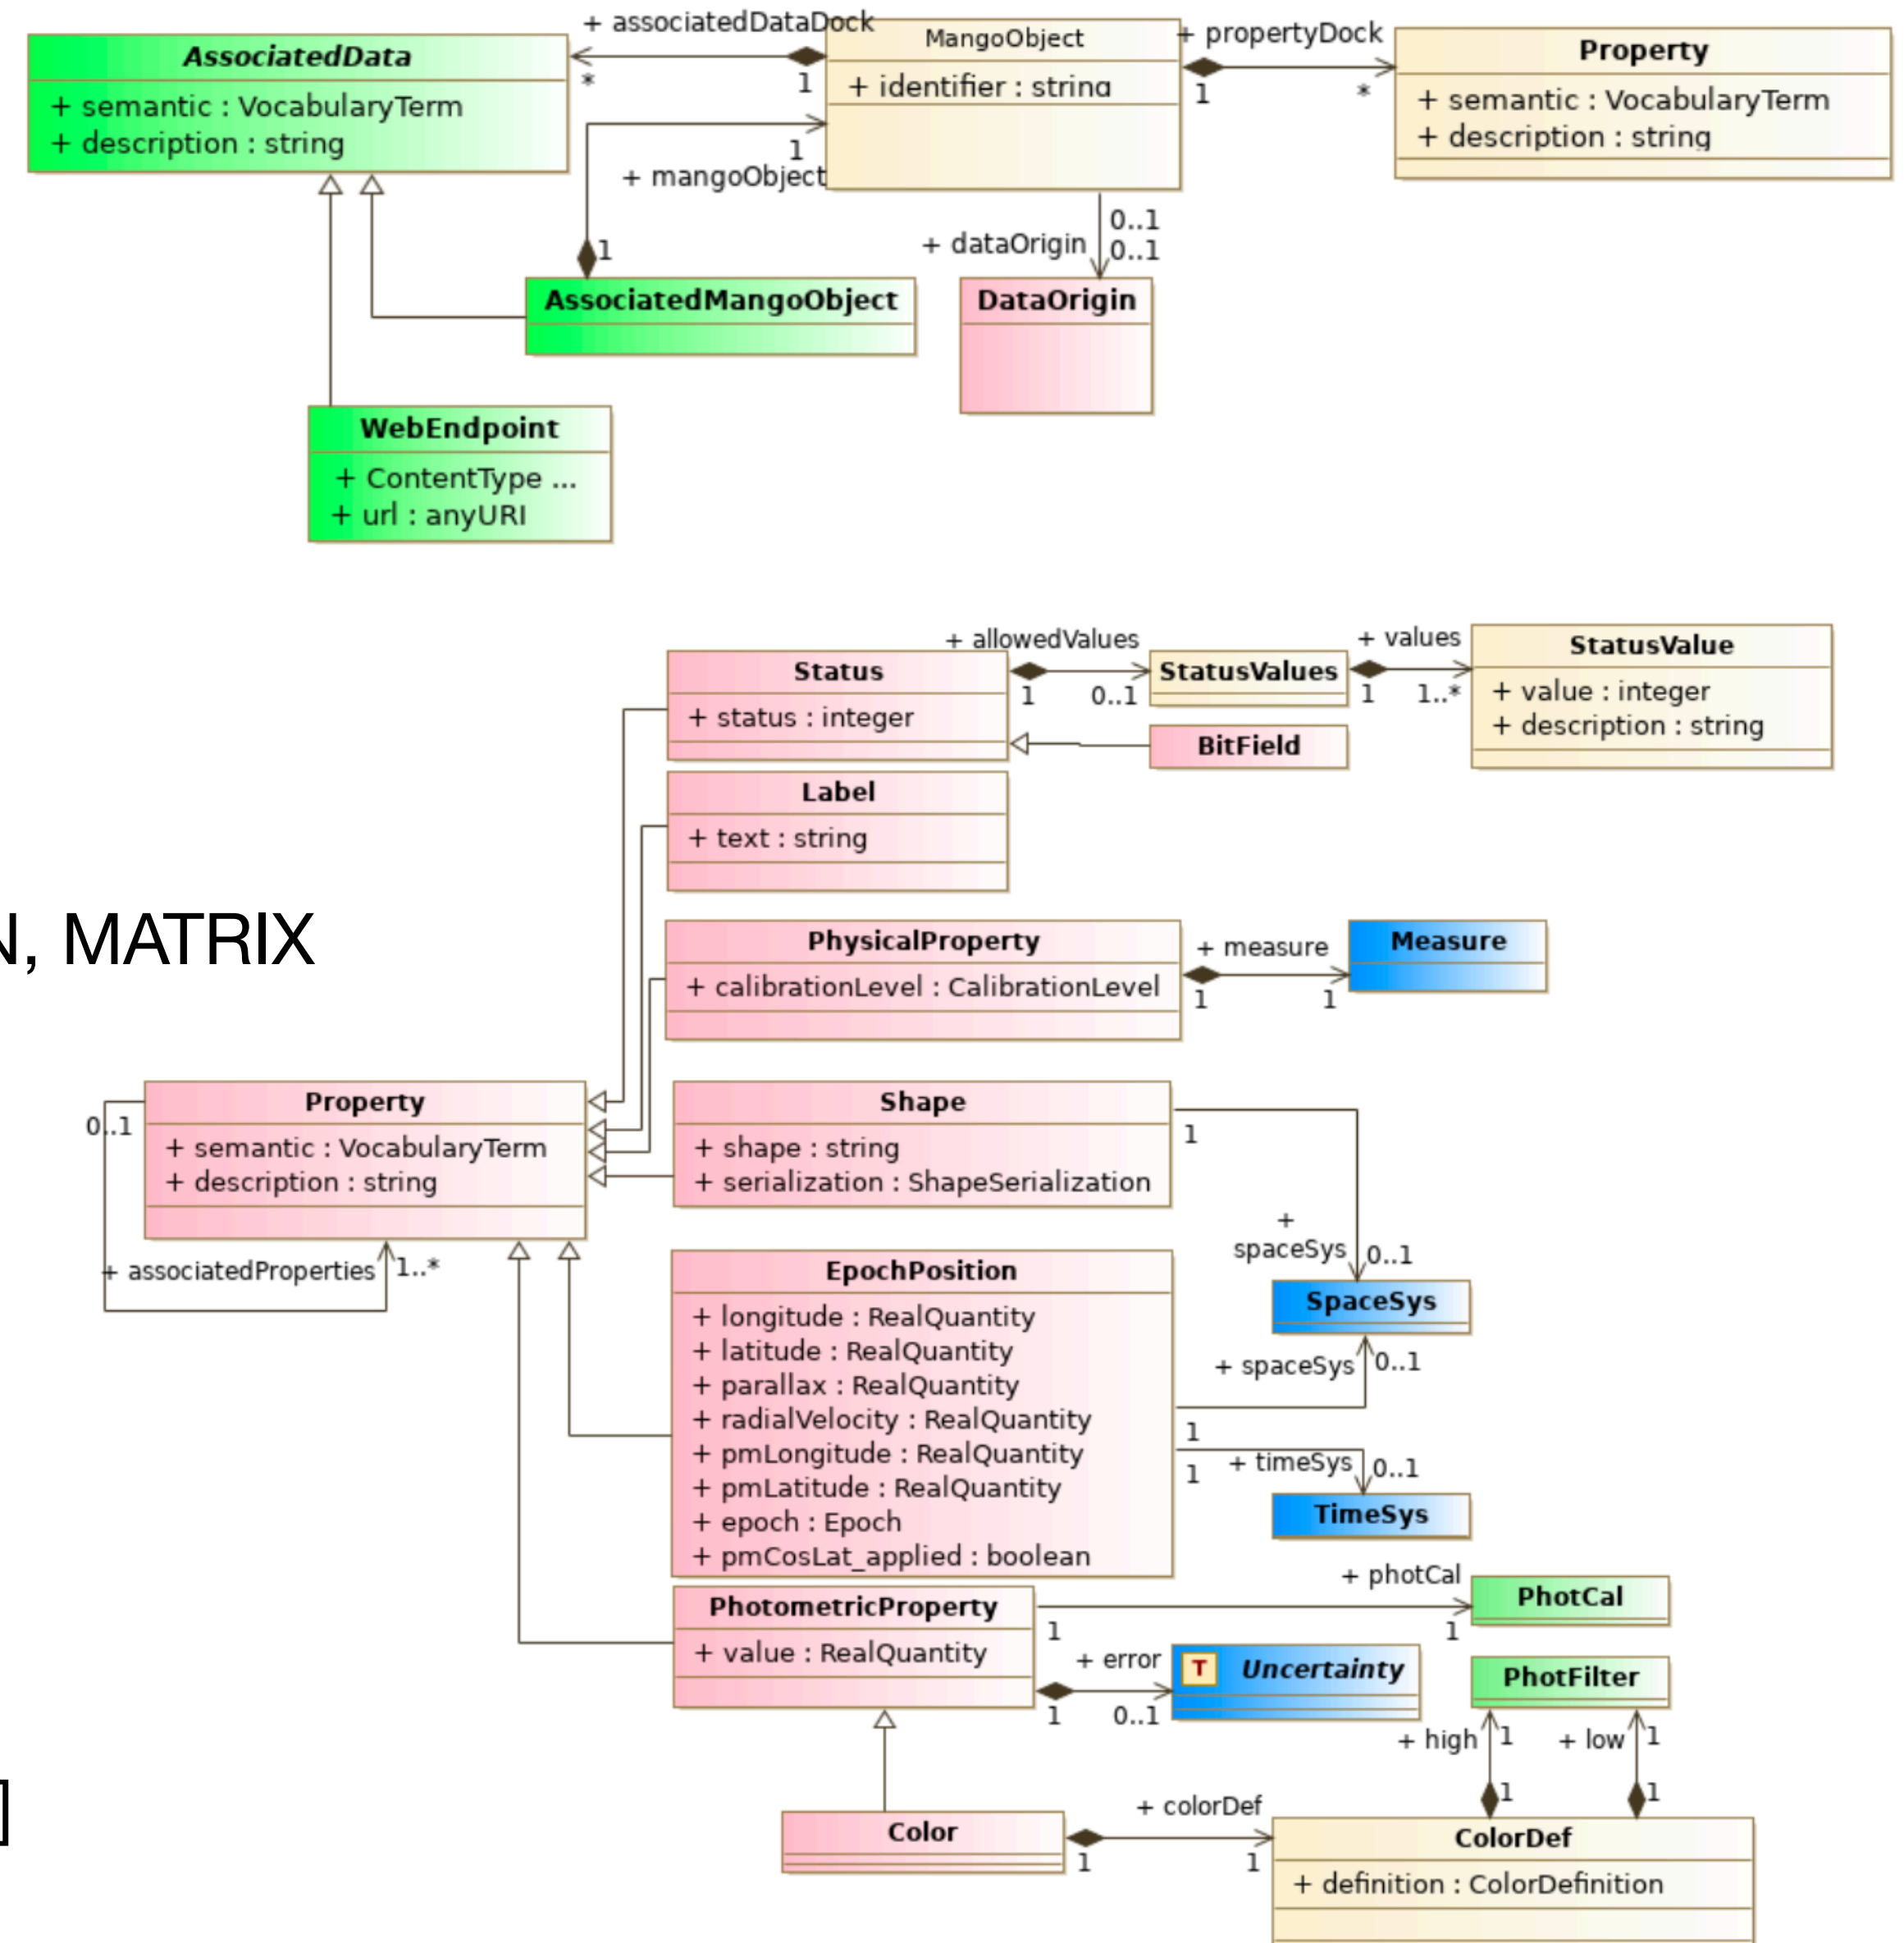 + associatedDataDock
AssociatedData
+ semantic : VocabularyTerm
+ description : string
*
1
MangoObject
+ identifier : string
+ propertyDock
1
*
Property
+ semantic : VocabularyTerm
+ description : string
1
+ mangoObject
1
AssociatedMangoObject
0..1
+ dataOrigin
0..1
DataOrigin
WebEndpoint
+ ContentType ...
+ url : anyURI
Status
+ status : integer
+ allowedValues
1
0..1
StatusValues
+ values
1
1..*
StatusValue
+ value : integer
+ description : string
BitField
Label
+ text : string
N, MATRIX
PhysicalProperty
+ calibrationLevel : CalibrationLevel
+ measure
1
1
Measure
Property
+ semantic : VocabularyTerm
+ description : string
0..1
+ associatedProperties
1..*
Shape
+ shape : string
+ serialization : ShapeSerialization
1
+
spaceSys
0..1
SpaceSys
EpochPosition
+ longitude : RealQuantity
+ latitude : RealQuantity
+ parallax : RealQuantity
+ radialVelocity : RealQuantity
+ pmLongitude : RealQuantity
+ pmLatitude : RealQuantity
+ epoch : Epoch
+ pmCosLat_applied : boolean
+ spaceSys
0..1
1
+ timeSys
0..1
1
TimeSys
PhotometricProperty
+ value : RealQuantity
+ photCal
1
1
PhotCal
+ error
1
0..1
T Uncertainty
PhotFilter
+ high
1
+ low
1
1
1
]
Color
+ colorDef
1
1
ColorDef
+ definition : ColorDefinition